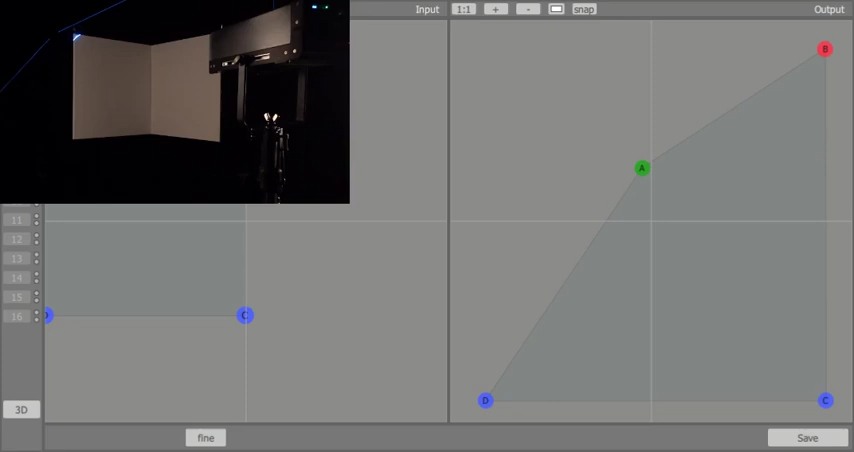 Input
1:1 + - snap
Output
B
A
11
12
13
14
15
16
D
C
D
C
3D
fine
Save